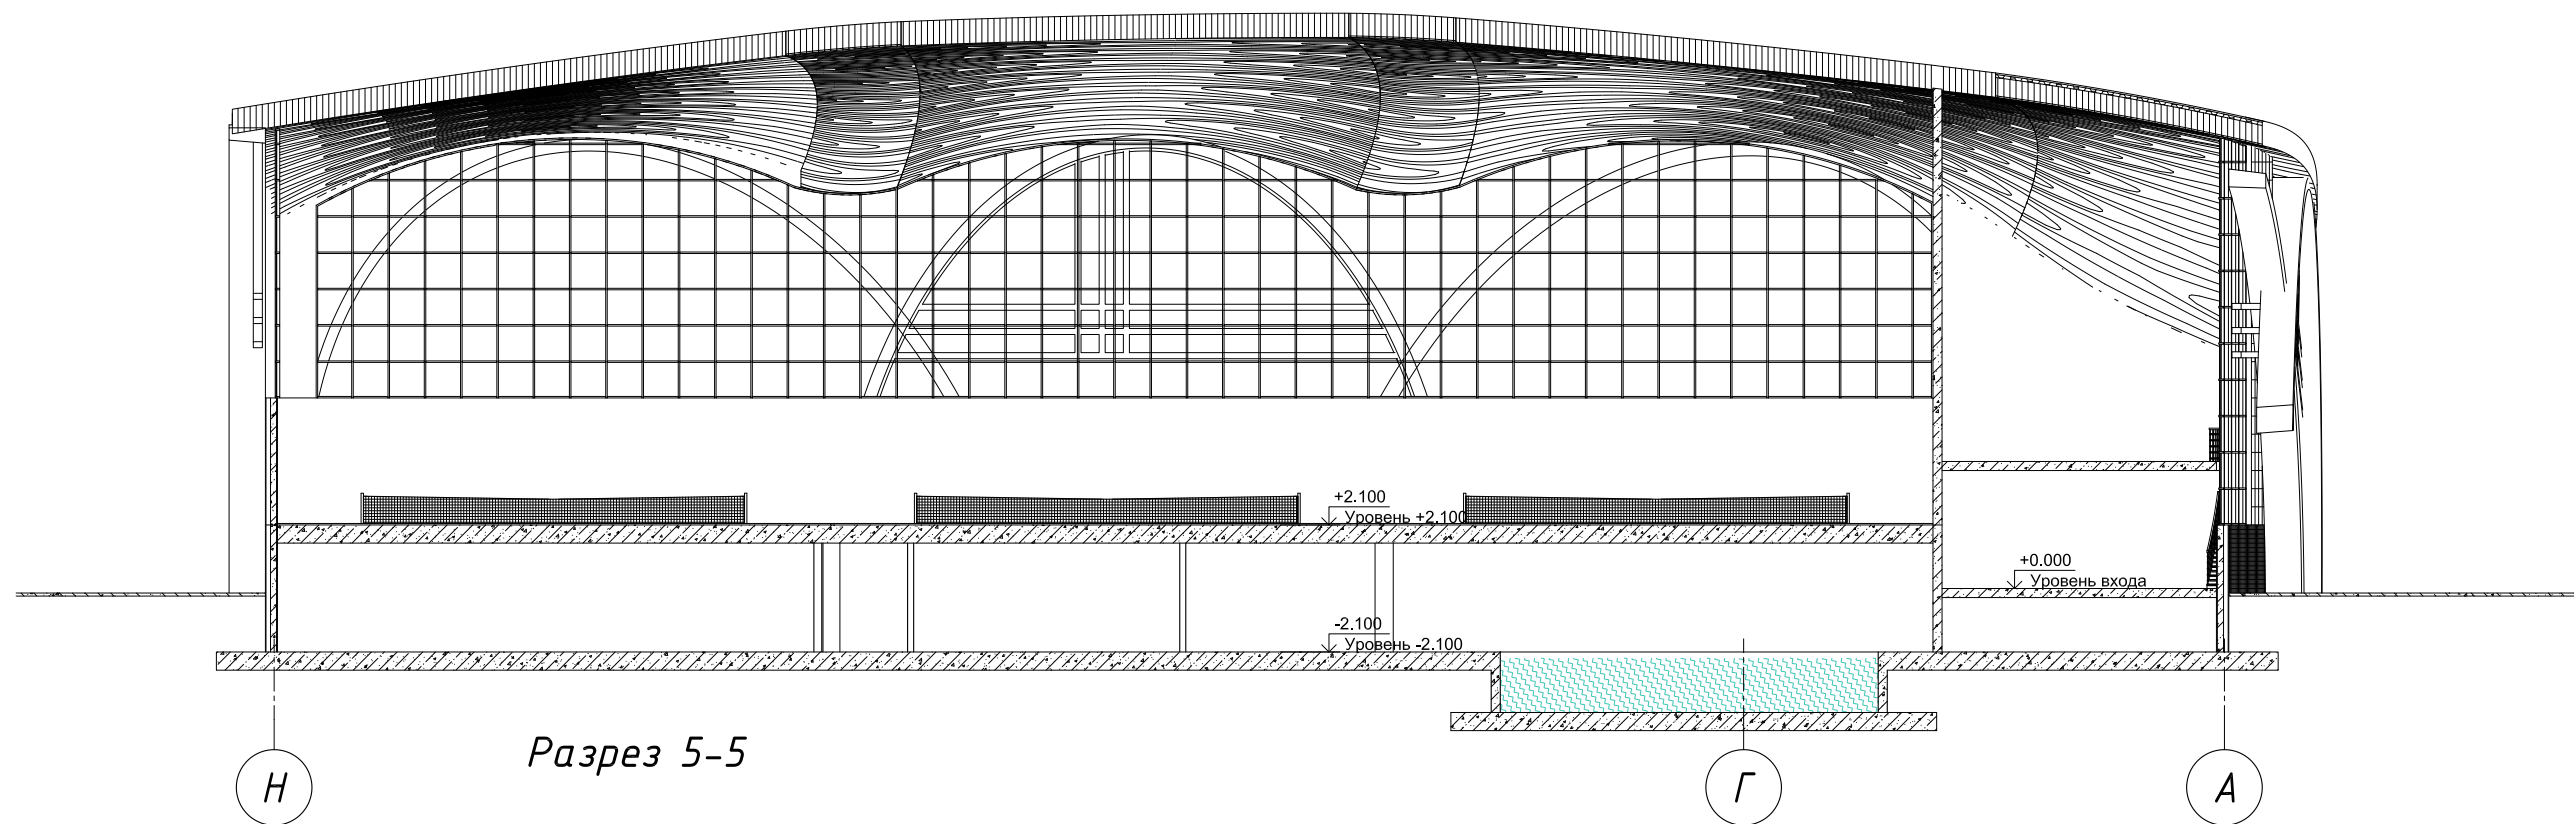 +2.100
Уровень +2.100
+0.000
Уровень входа
-2.100
Уровень -2.100
Разрез 5-5
Н
Г
А